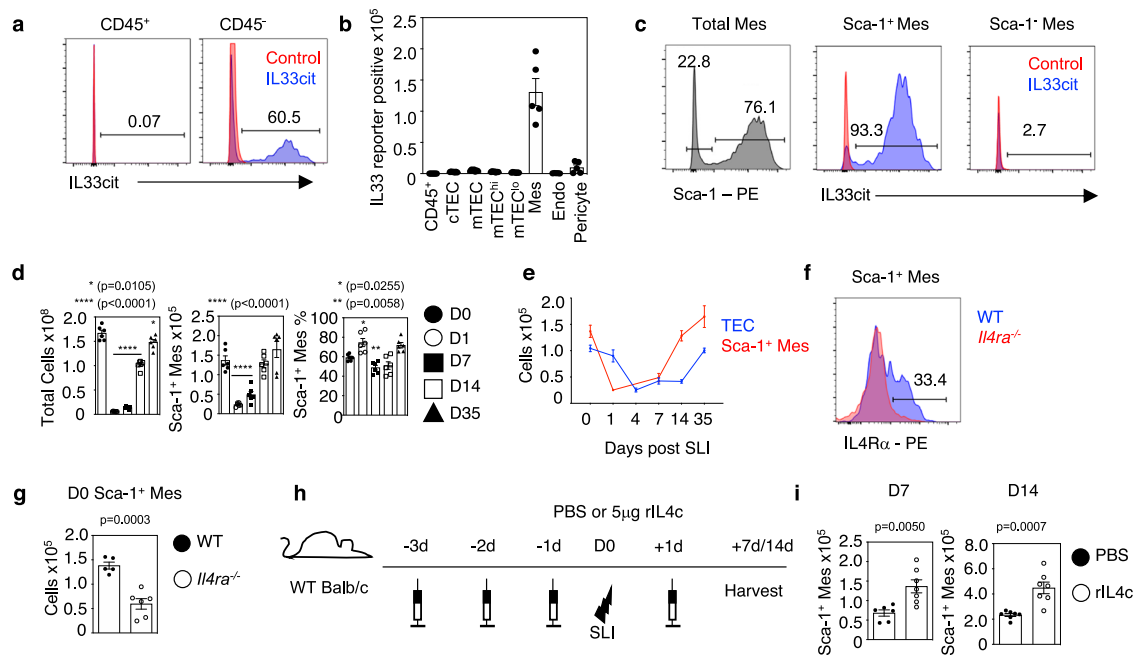 a
CD45⁺
CD45⁻
Control
IL33cit
0.07
60.5
IL33cit
b
IL33 reporter positive x10⁵
2.5
2.0
1.5
1.0
0.5
0
CD45⁺
cTEC
mTEC
mTECʰⁱ
mTECˡᵒ
Mes
Endo
Pericyte
c
Total Mes
Sca-1⁺ Mes
Sca-1⁻ Mes
22.8
76.1
93.3
Control
IL33cit
2.7
Sca-1 – PE
IL33cit
d
* (p=0.0105)
**** (p<0.0001)
Total Cells x10⁸
2.0
1.5
1.0
0.5
0
****
*
**** (p<0.0001)
Sca-1⁺ Mes x10⁵
2.5
2.0
1.5
1.0
0.5
0
****
* (p=0.0255)
** (p=0.0058)
Sca-1⁺ Mes %
100
80
60
40
20
0
*
**
D0
D1
D7
D14
D35
e
Cells x10⁵
2.0
1.5
1.0
0.5
0
TEC
Sca-1⁺ Mes
0 1 4 7 14 35
Days post SLI
f
Sca-1⁺ Mes
WT
Il4ra⁻/⁻
33.4
IL4Rα - PE
g
D0 Sca-1⁺ Mes
p=0.0003
Cells x10⁵
2.0
1.5
1.0
0.5
0
WT
Il4ra⁻/⁻
h
PBS or 5μg rIL4c
-3d -2d -1d D0 +1d +7d/14d
WT Balb/c
SLI
Harvest
i
D7
p=0.0050
Sca-1⁺ Mes x10⁵
2.5
2.0
1.5
1.0
0.5
0
D14
p=0.0007
Sca-1⁺ Mes x10⁵
8.0
6.0
4.0
2.0
0
PBS
rIL4c